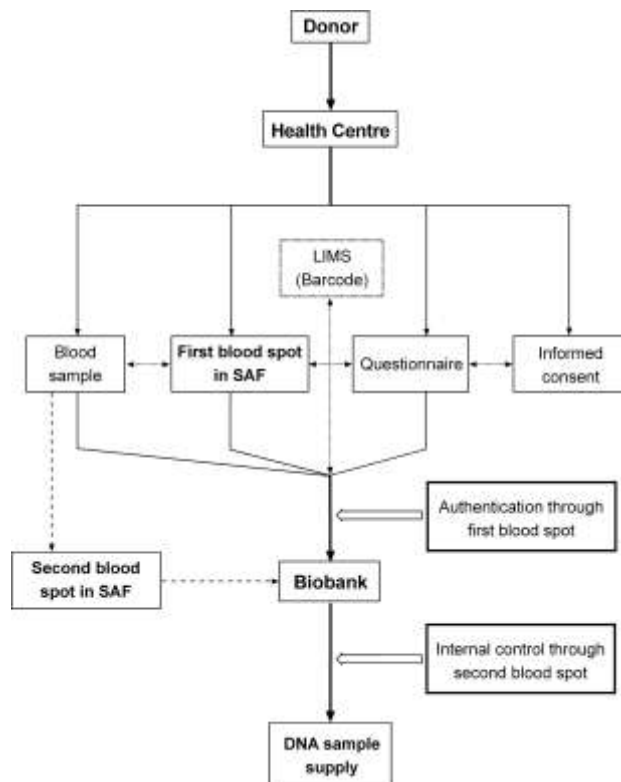 Donor
Health Centre
LIMS
(Barcode)
Blood
sample
First blood spot
in SAF
Questionnaire
Informed
consent
Authentication through
first blood spot
Second blood
spot in SAF
Biobank
Internal control through
second blood spot
DNA sample
supply